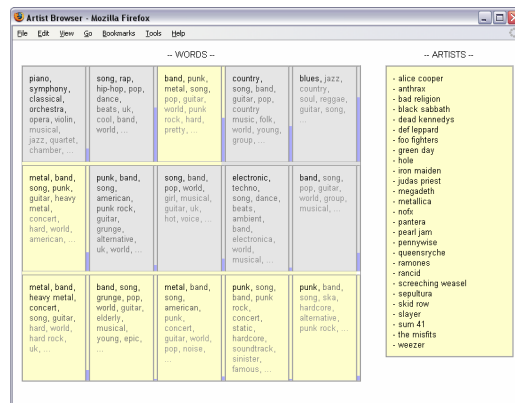 Artist Browser - Mozilla Firefox
File Edit View Go Bookmarks Tools Help
-- WORDS --
piano,
symphony,
classical,
orchestra,
opera, violin,
musical,
jazz, quartet,
chamber, ...
song, rap,
hip-hop, pop,
dance,
beats, uk,
cool, band,
world, ...
band, punk,
metal, song,
pop, guitar,
world, punk
rock, hard,
pretty, ...
country,
song, band,
guitar, pop,
country
music, folk,
world, young,
group, ...
blues, jazz,
country,
soul, reggae,
guitar, song,
...
metal, band,
song, punk,
guitar, heavy
metal,
concert,
hard, world,
american, ...
punk, band,
song,
american,
punk rock,
guitar,
grunge,
alternative,
uk, world, ...
song, band,
pop, world,
girl, musical,
guitar, uk,
hot, voice, ...
electronic,
techno,
song, dance,
beats,
ambient,
band,
electronica,
world,
musical, ...
band, song,
pop, guitar,
world, group,
musical, ...
metal, band,
heavy metal,
concert,
song, guitar,
hard, world,
hard rock,
uk, ...
band, song,
grunge, pop,
world, guitar,
elderly,
musical,
young, epic,
...
metal, band,
song,
american,
punk,
concert,
guitar, world,
pop, noise,
...
punk, song,
band, punk
rock,
concert,
static,
hardcore,
soundtrack,
sinister,
famous, ...
punk, band,
song, ska,
hardcore,
alternative,
punk rock, ...
-- ARTISTS --
- alice cooper
- anthrax
- bad religion
- black sabbath
- dead kennedys
- def leppard
- foo fighters
- green day
- hole
- iron maiden
- judas priest
- megadeth
- metallica
- nofx
- pantera
- pearl jam
- pennywise
- queensryche
- ramones
- rancid
- screeching weasel
- sepultura
- skid row
- slayer
- sum 41
- the misfits
- weezer